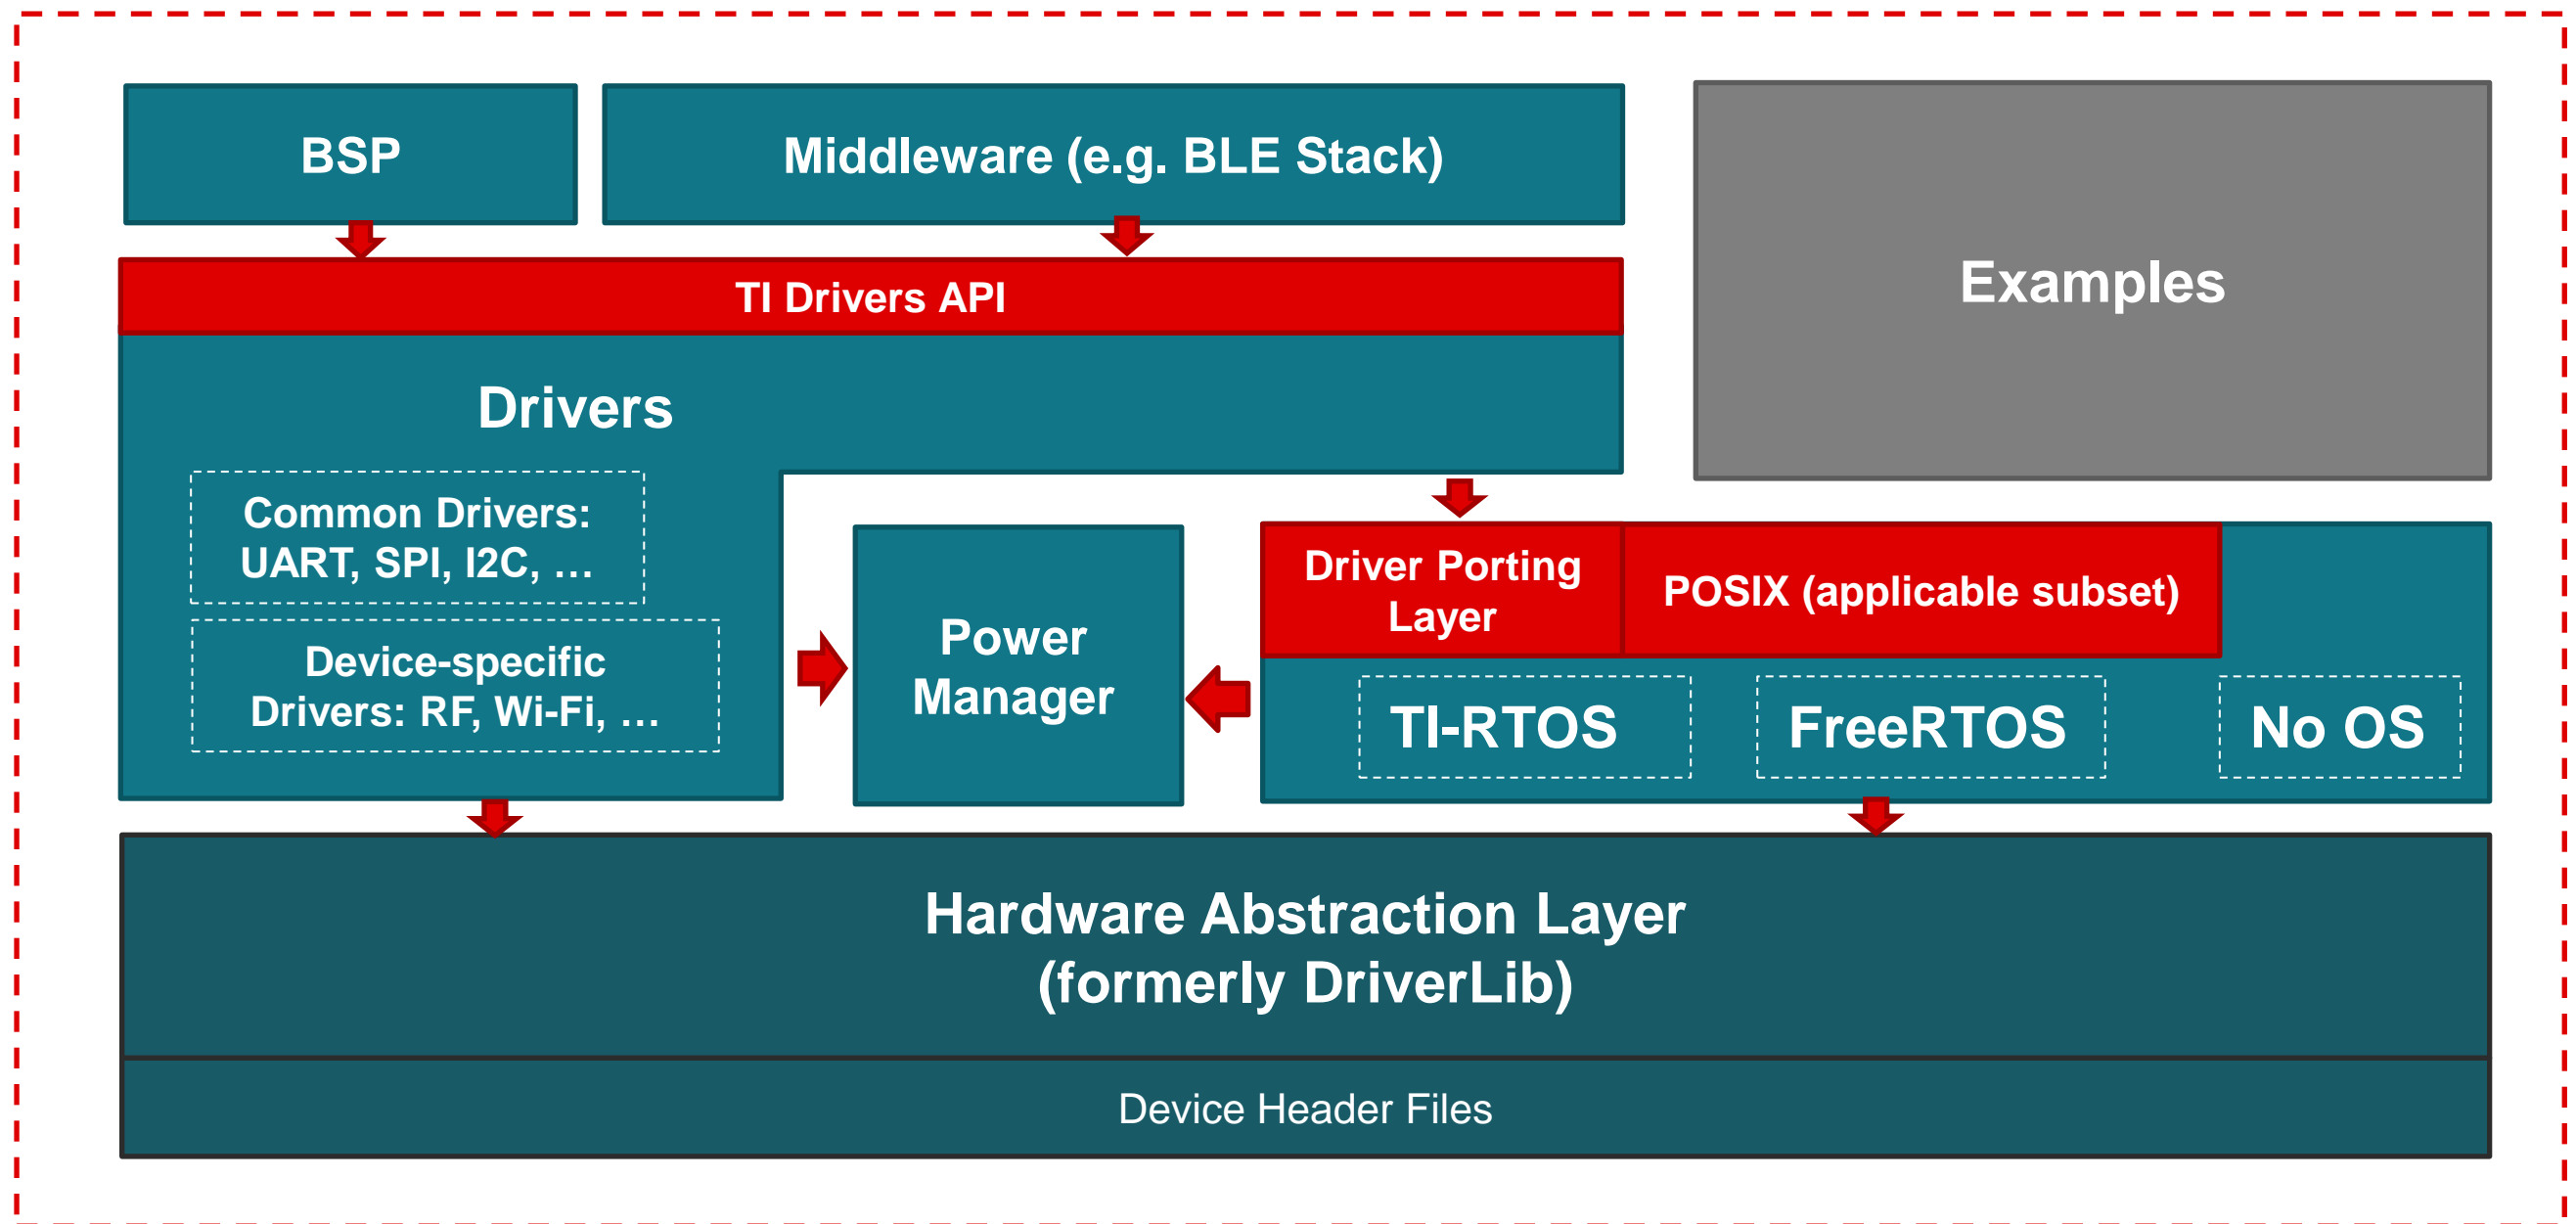 BSP
Middleware (e.g. BLE Stack)
TI Drivers API
Examples
Drivers
Common Drivers:
UART, SPI, I2C, …
Device-specific
Drivers: RF, Wi-Fi, …
Power
Manager
Driver Porting
Layer
POSIX (applicable subset)
TI-RTOS
FreeRTOS
No OS
Hardware Abstraction Layer
(formerly DriverLib)
Device Header Files